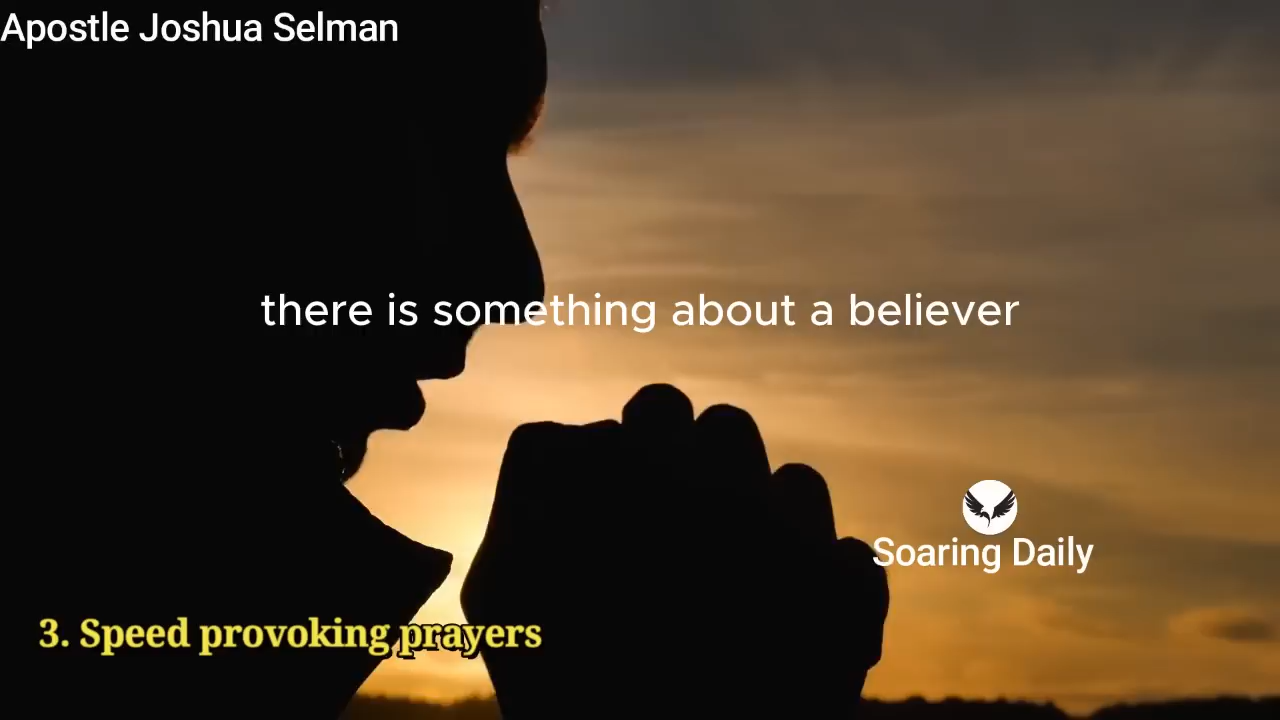 Apostle Joshua Selman
there is something about a believer
Soaring Daily
3. Speed provoking prayers